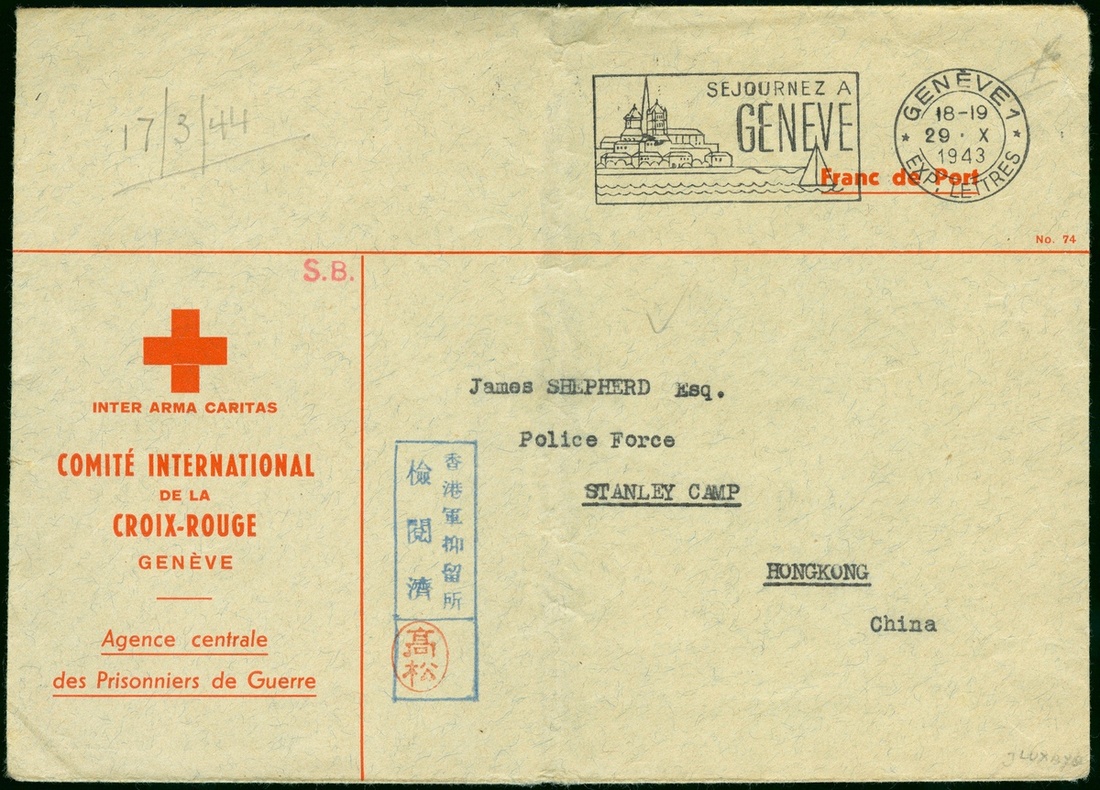 17/3/44
SEJOURNEZ A
GENEVE
GENÈVE 1
18-19
29 · X
1943
EXP. LETTRES
Franc de Port
No. 74
S.B.
INTER ARMA CARITAS
COMITÉ INTERNATIONAL
DE LA
CROIX-ROUGE
GENÈVE
Agence centrale
des Prisonniers de Guerre
James SHEPHERD Esq.
Police Force
STANLEY CAMP
HONGKONG
China
香港軍抑留所
檢閱濟
高松